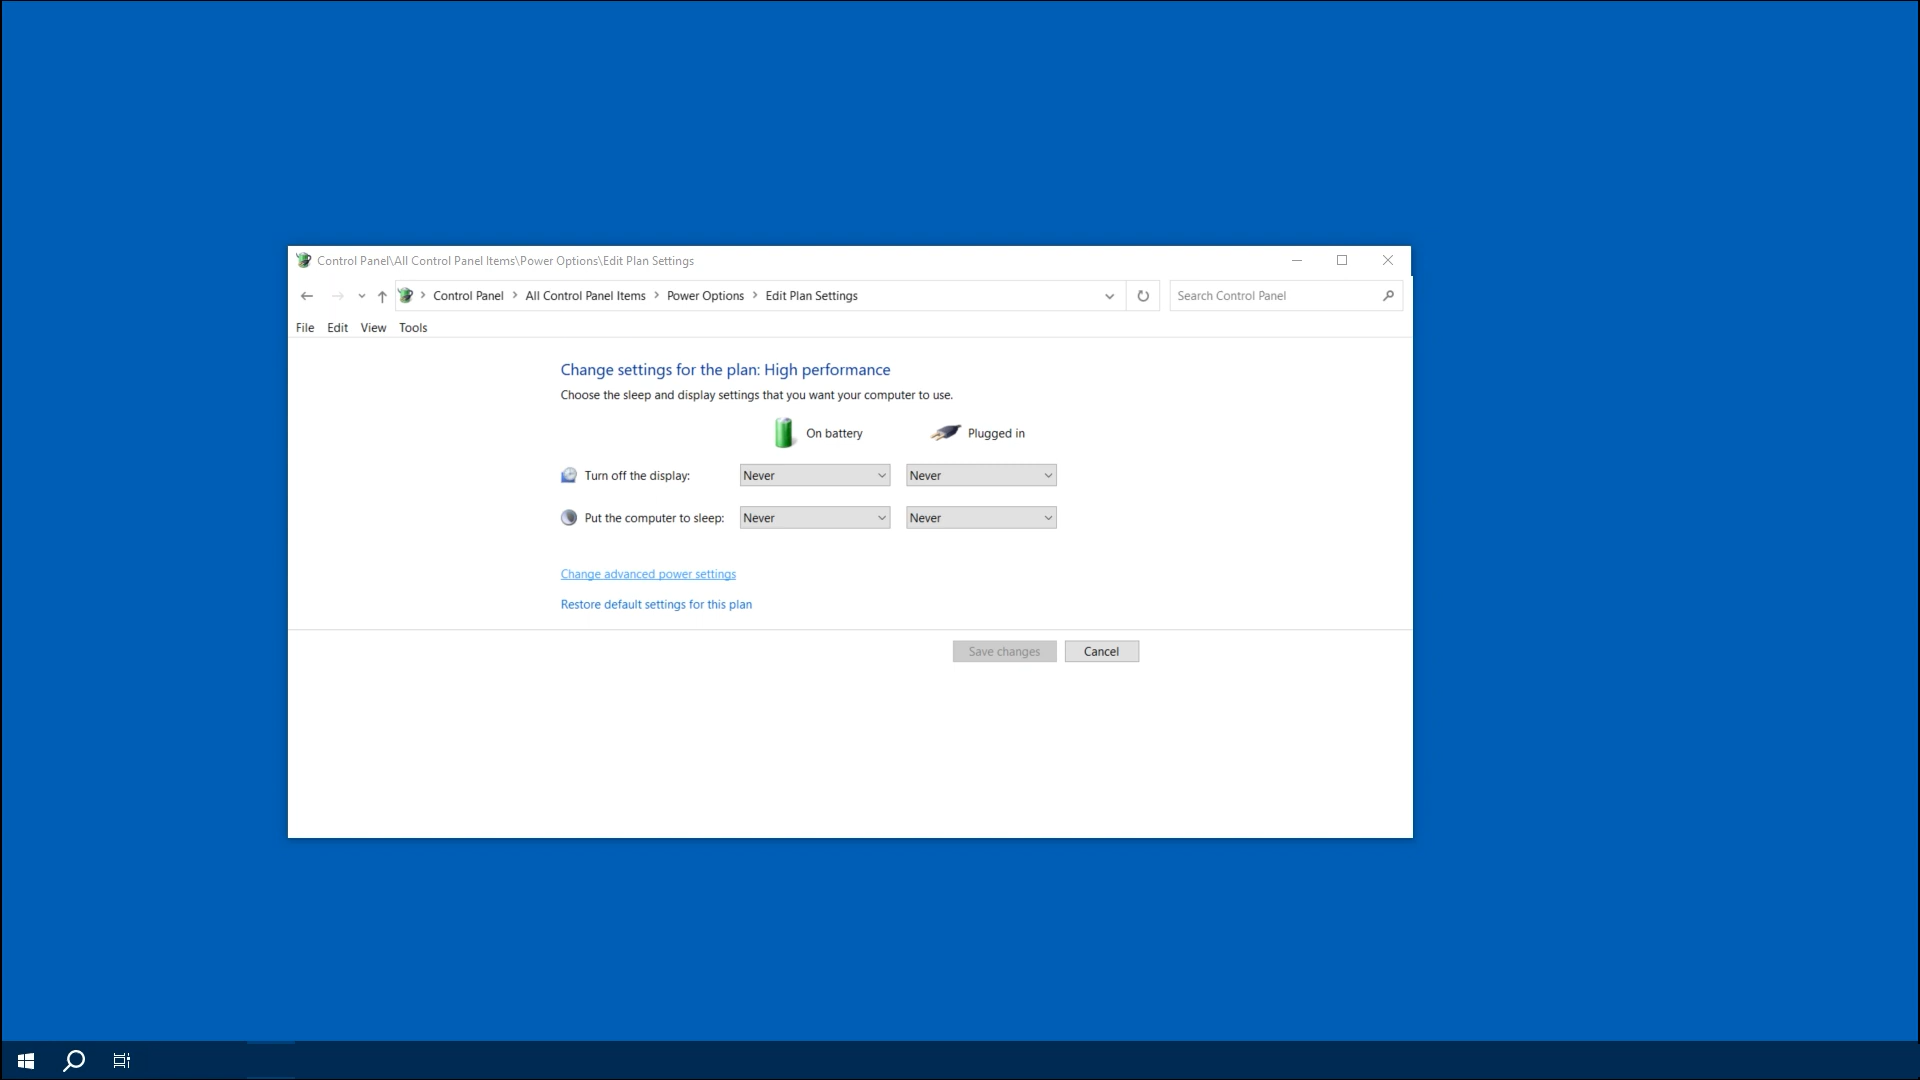 Control Panel\All Control Panel Items\Power Options\Edit Plan Settings
Control Panel All Control Panel Items Power Options Edit Plan Settings Search Control Panel
File Edit View Tools
Change settings for the plan: High performance
Choose the sleep and display settings that you want your computer to use.
On battery Plugged in
Turn off the display: Never Never
Put the computer to sleep: Never Never
Change advanced power settings
Restore default settings for this plan
Save changes Cancel